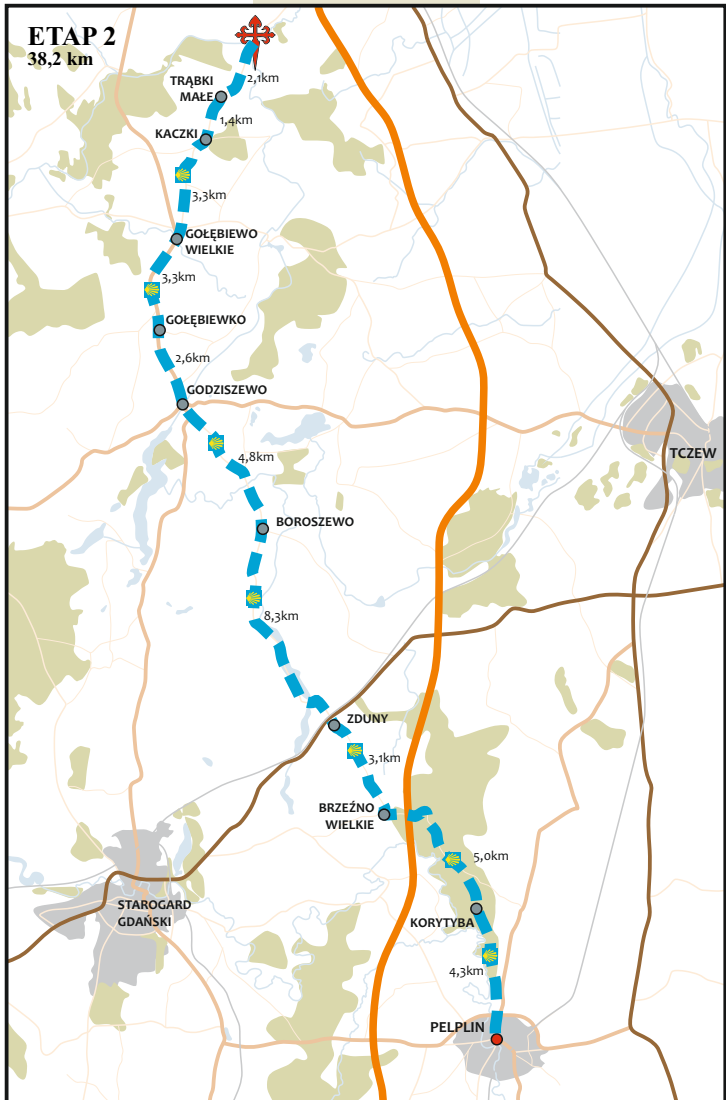 ETAP 2
38,2 km
2,1km
TRĄBKI
MAŁE
1,4km
KACZKI
3,3km
GOŁĘBIEWO
WIELKIE
3,3km
GOŁĘBIEWKO
2,6km
GODZISZEWO
4,8km
TCZEW
BOROSZEWO
8,3km
ZDUNY
3,1km
BRZEŹNO
WIELKIE
5,0km
STAROGARD
GDAŃSKI
KORYTYBA
4,3km
PELPLIN